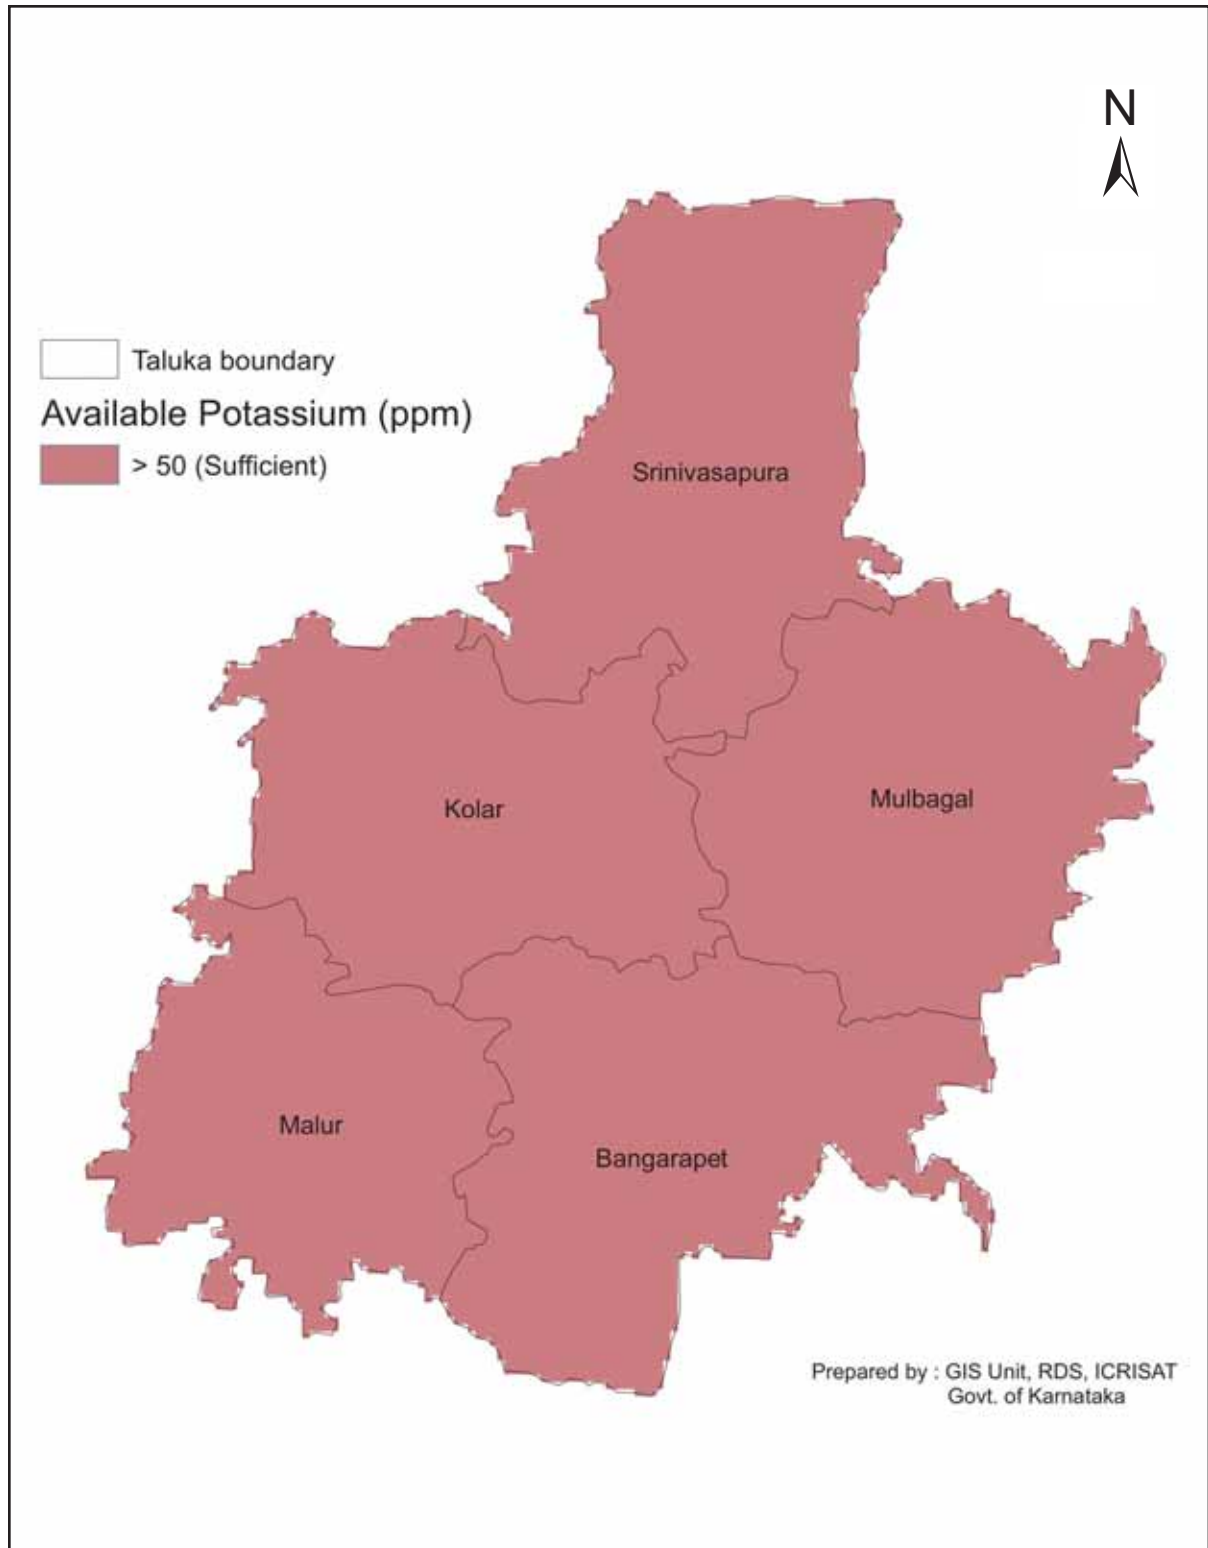 N
Taluka boundary
Available Potassium (ppm)
> 50 (Sufficient)
Srinivasapura
Mulbagal
Kolar
Malur
Bangarapet
Prepared by : GIS Unit, RDS, ICRISAT
Govt. of Karnataka